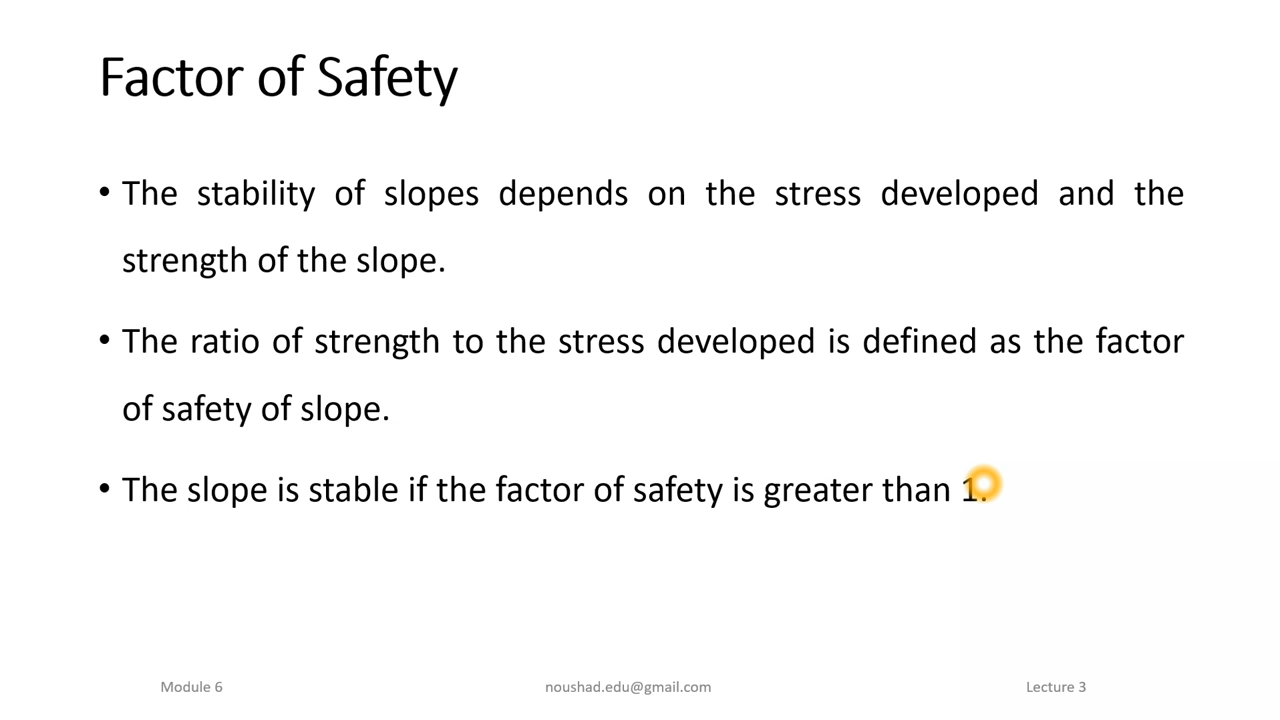 Factor of Safety
• The stability of slopes depends on the stress developed and the
strength of the slope.
• The ratio of strength to the stress developed is defined as the factor
of safety of slope.
• The slope is stable if the factor of safety is greater than 1.
Module 6
noushad.edu@gmail.com
Lecture 3